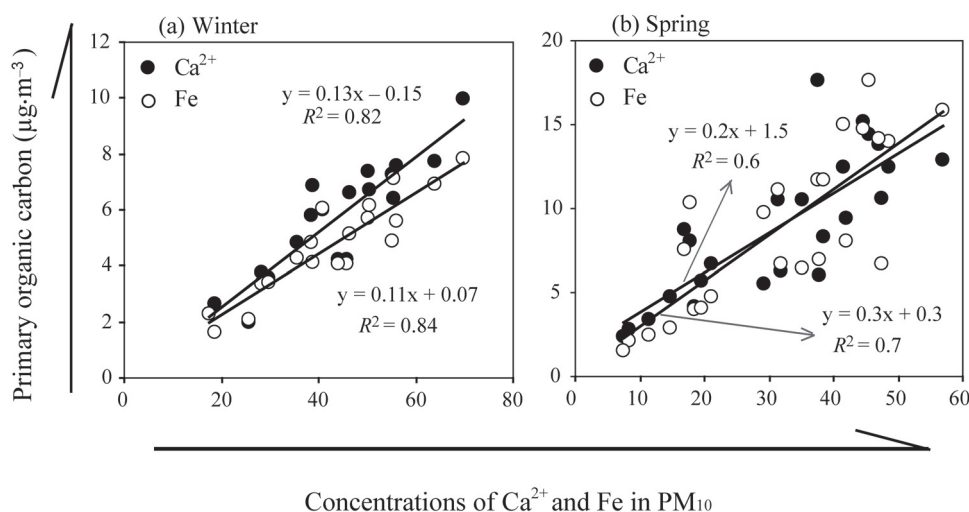 (a) Winter
(b) Spring
Primary organic carbon (μg·m⁻³)
12
10
8
6
4
2
0
Ca²⁺
Fe
y = 0.13x – 0.15
R² = 0.82
y = 0.11x + 0.07
R² = 0.84
0
20
40
60
80
20
15
10
5
0
Ca²⁺
Fe
y = 0.2x + 1.5
R² = 0.6
y = 0.3x + 0.3
R² = 0.7
0
10
20
30
40
50
60
Concentrations of Ca²⁺ and Fe in PM₁₀